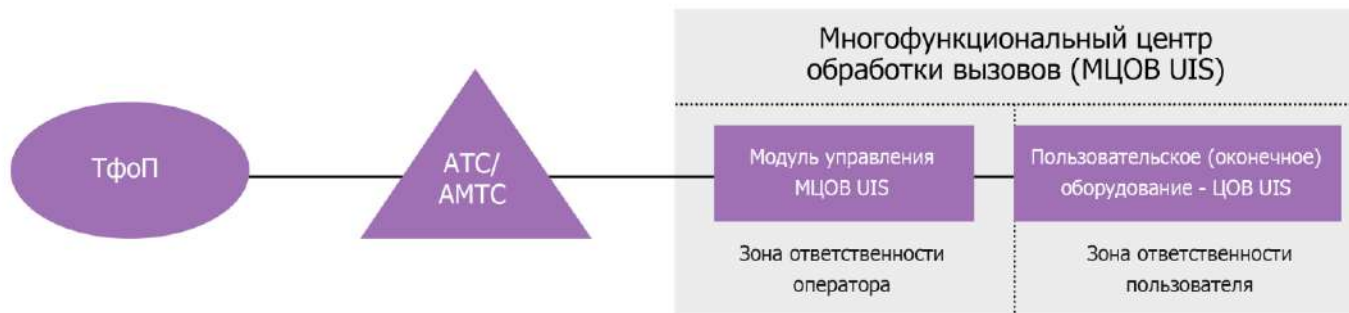 Многофункциональный центр
обработки вызовов (МЦОВ UIS)
ТфоП
АТС/
АМТС
Модуль управления
МЦОВ UIS
Пользовательское (оконечное)
оборудование - ЦОВ UIS
Зона ответственности
оператора
Зона ответственности
пользователя